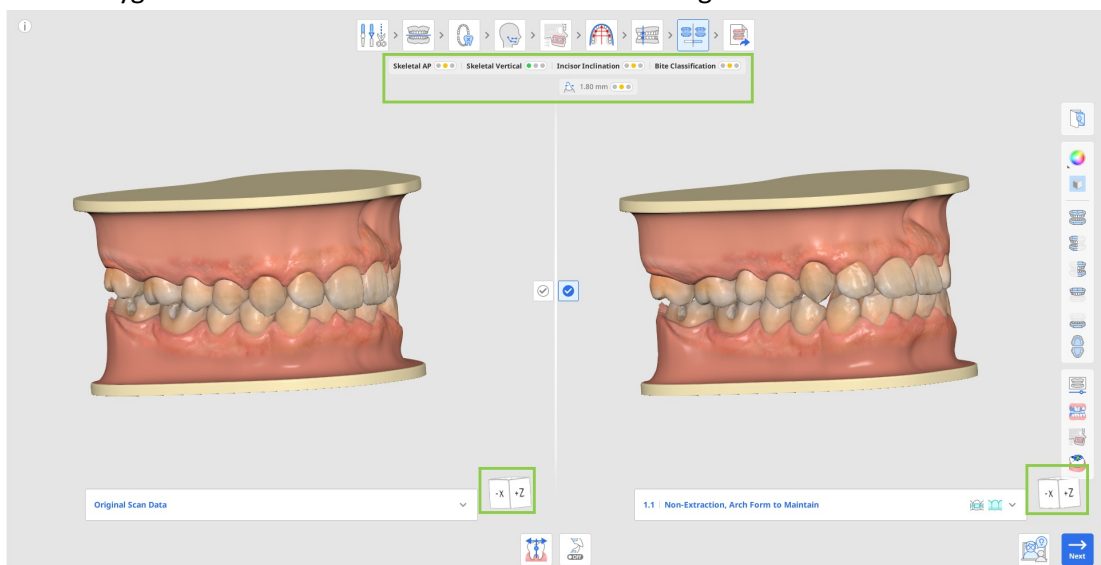 Skeletal AP Skeletal Vertical Incisor Inclination Bite Classification
1.80 mm
-X +Z
-X +Z
Original Scan Data
1.1 Non-Extraction, Arch Form to Maintain
OFF
Next